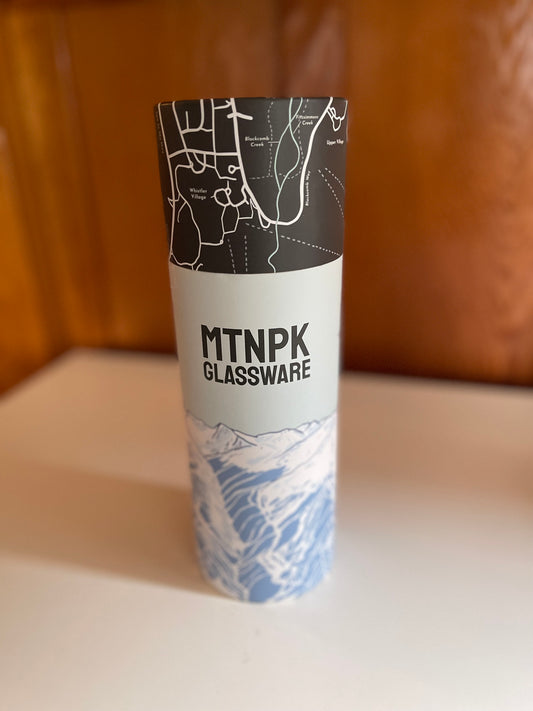 Fitzsimmons
Creek
Blackcomb
Creek
Upper Village
Whistler
Village
MTNPK
GLASSWARE